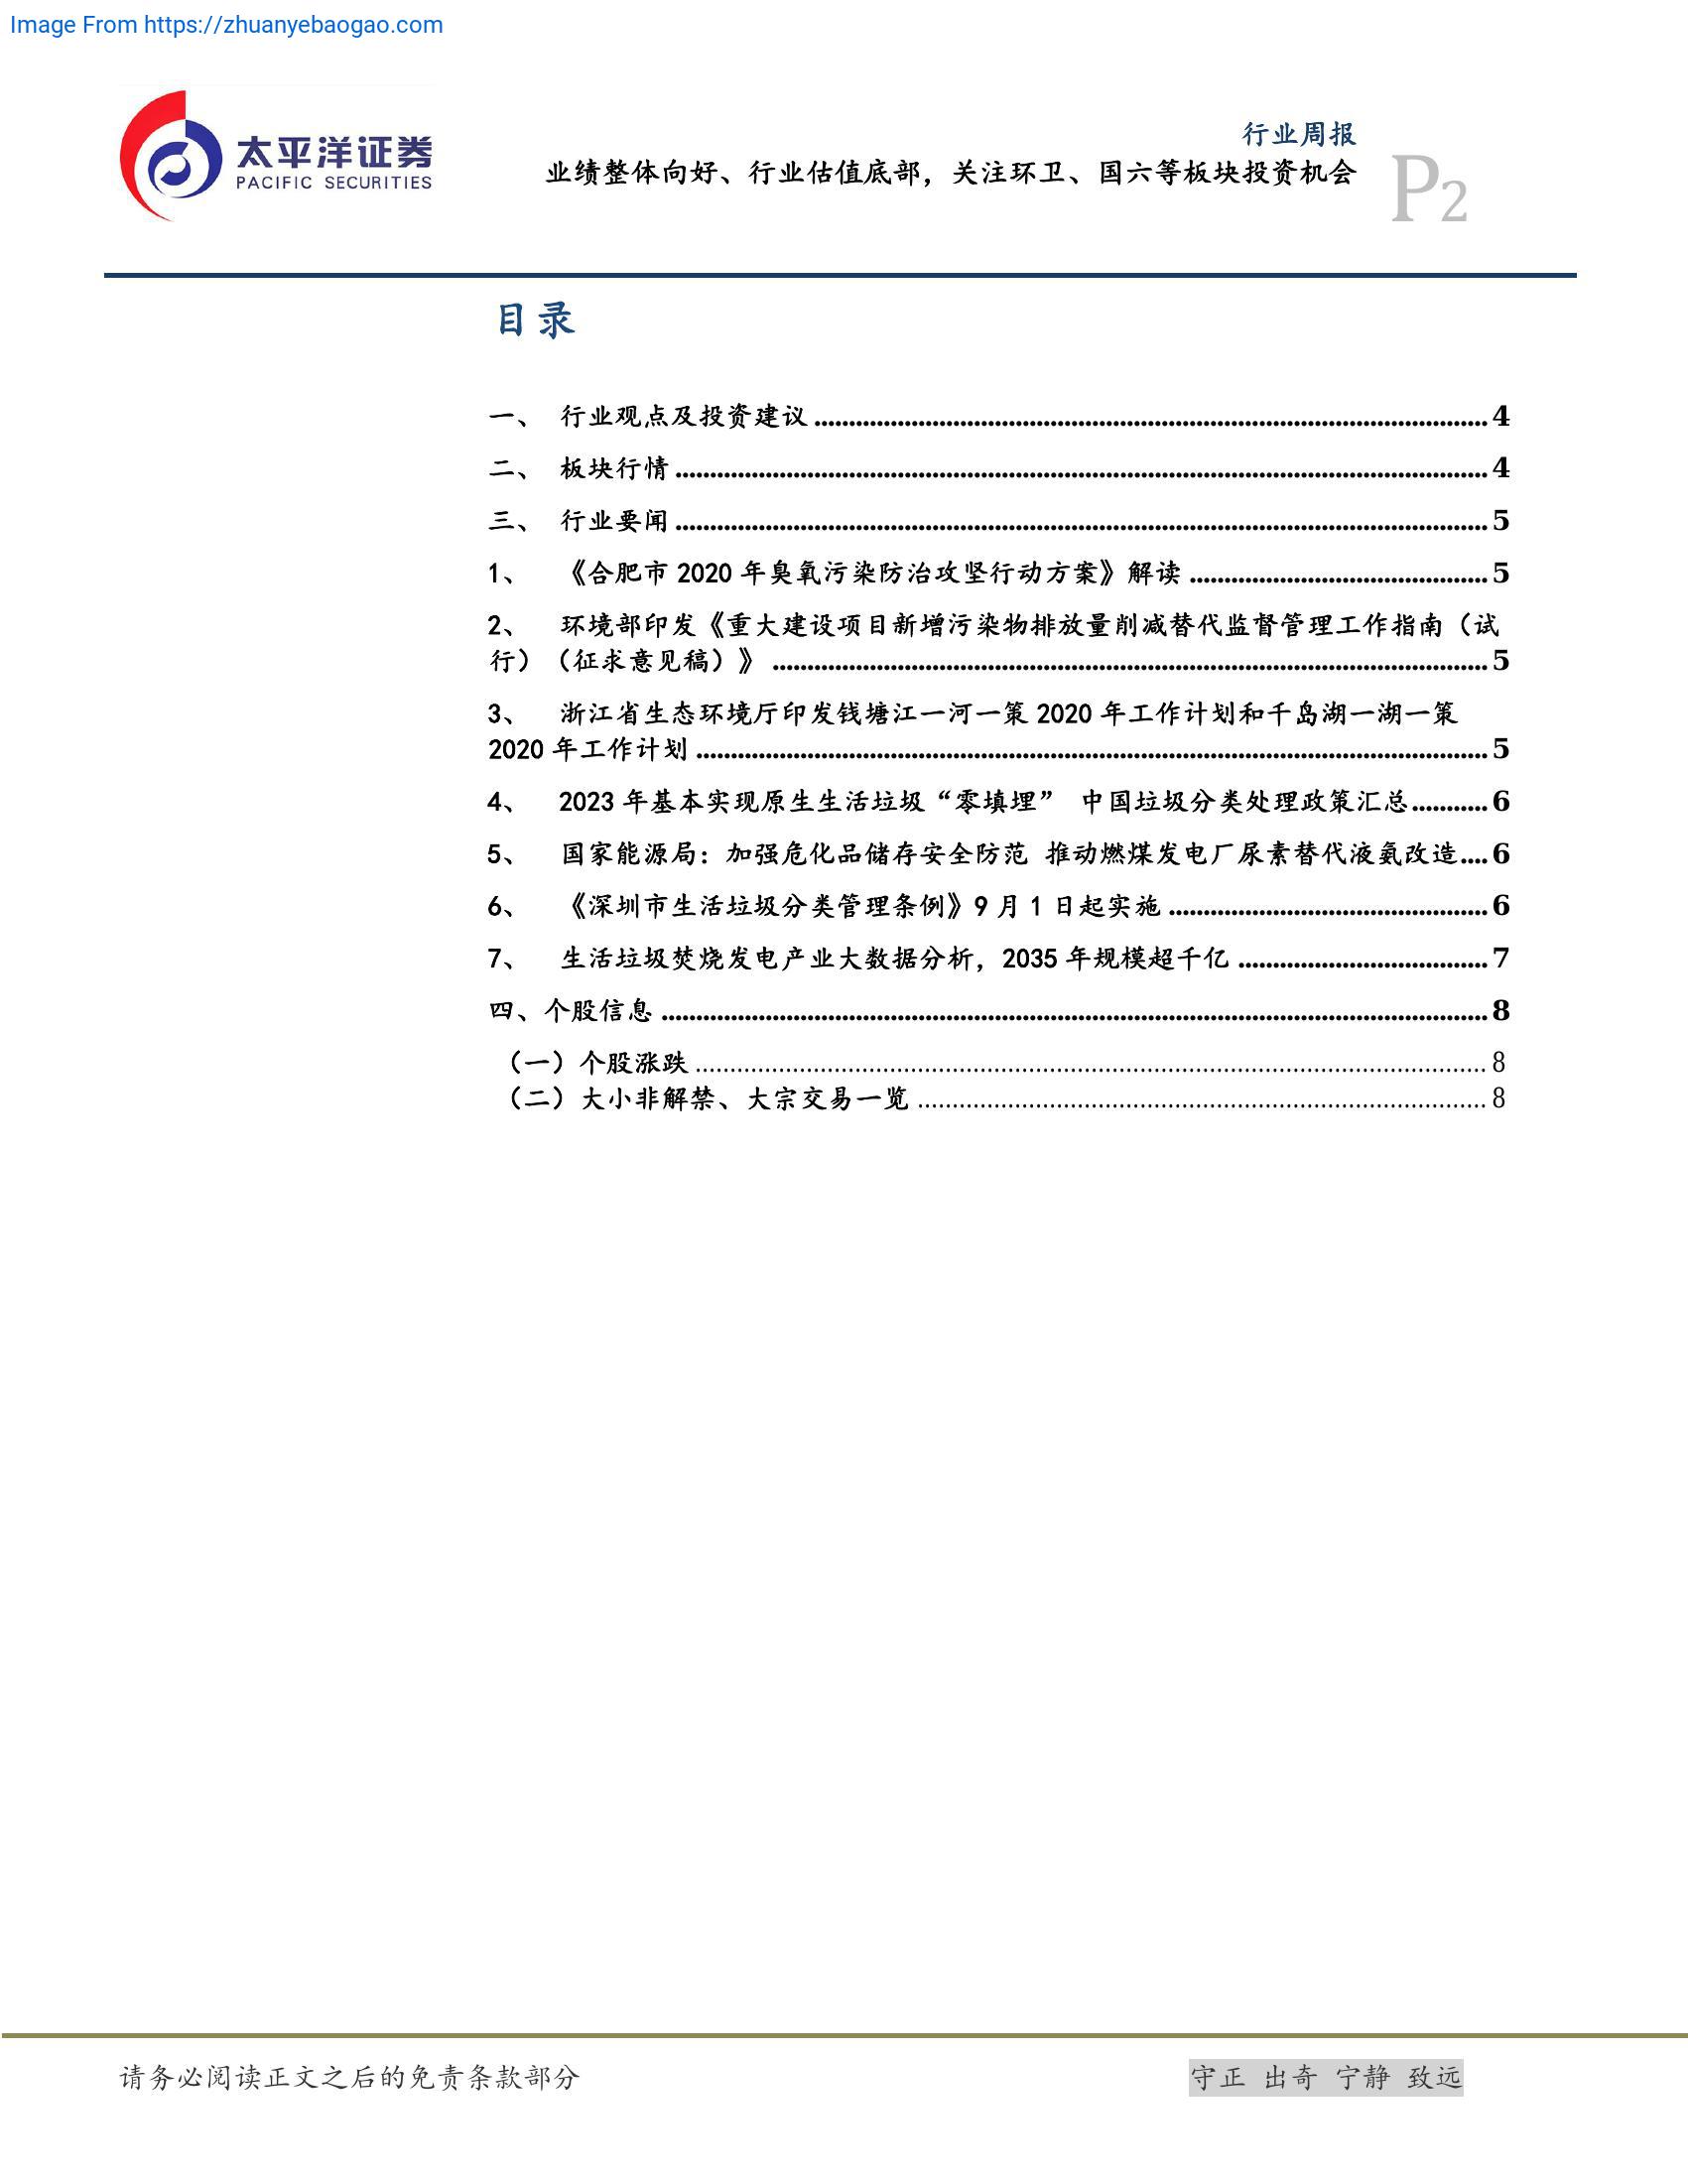 Image From https://zhuanyebaogao.com
太平洋证券
PACIFIC SECURITIES
行业周报
业绩整体向好、行业估值底部，关注环卫、国六等板块投资机会
P2
目录
一、 行业观点及投资建议 4
二、 板块行情 4
三、 行业要闻 5
1、 《合肥市 2020 年臭氧污染防治攻坚行动方案》解读 5
2、 环境部印发《重大建设项目新增污染物排放量削减替代监督管理工作指南（试
行）（征求意见稿）》 5
3、 浙江省生态环境厅印发钱塘江一河一策 2020 年工作计划和千岛湖一湖一策
2020 年工作计划 5
4、 2023 年基本实现原生生活垃圾“零填埋” 中国垃圾分类处理政策汇总 6
5、 国家能源局：加强危化品储存安全防范 推动燃煤发电厂尿素替代液氨改造 6
6、 《深圳市生活垃圾分类管理条例》9 月 1 日起实施 6
7、 生活垃圾焚烧发电产业大数据分析，2035 年规模超千亿 7
四、个股信息 8
（一）个股涨跌 8
（二）大小非解禁、大宗交易一览 8
请务必阅读正文之后的免责条款部分
守正 出奇 宁静 致远